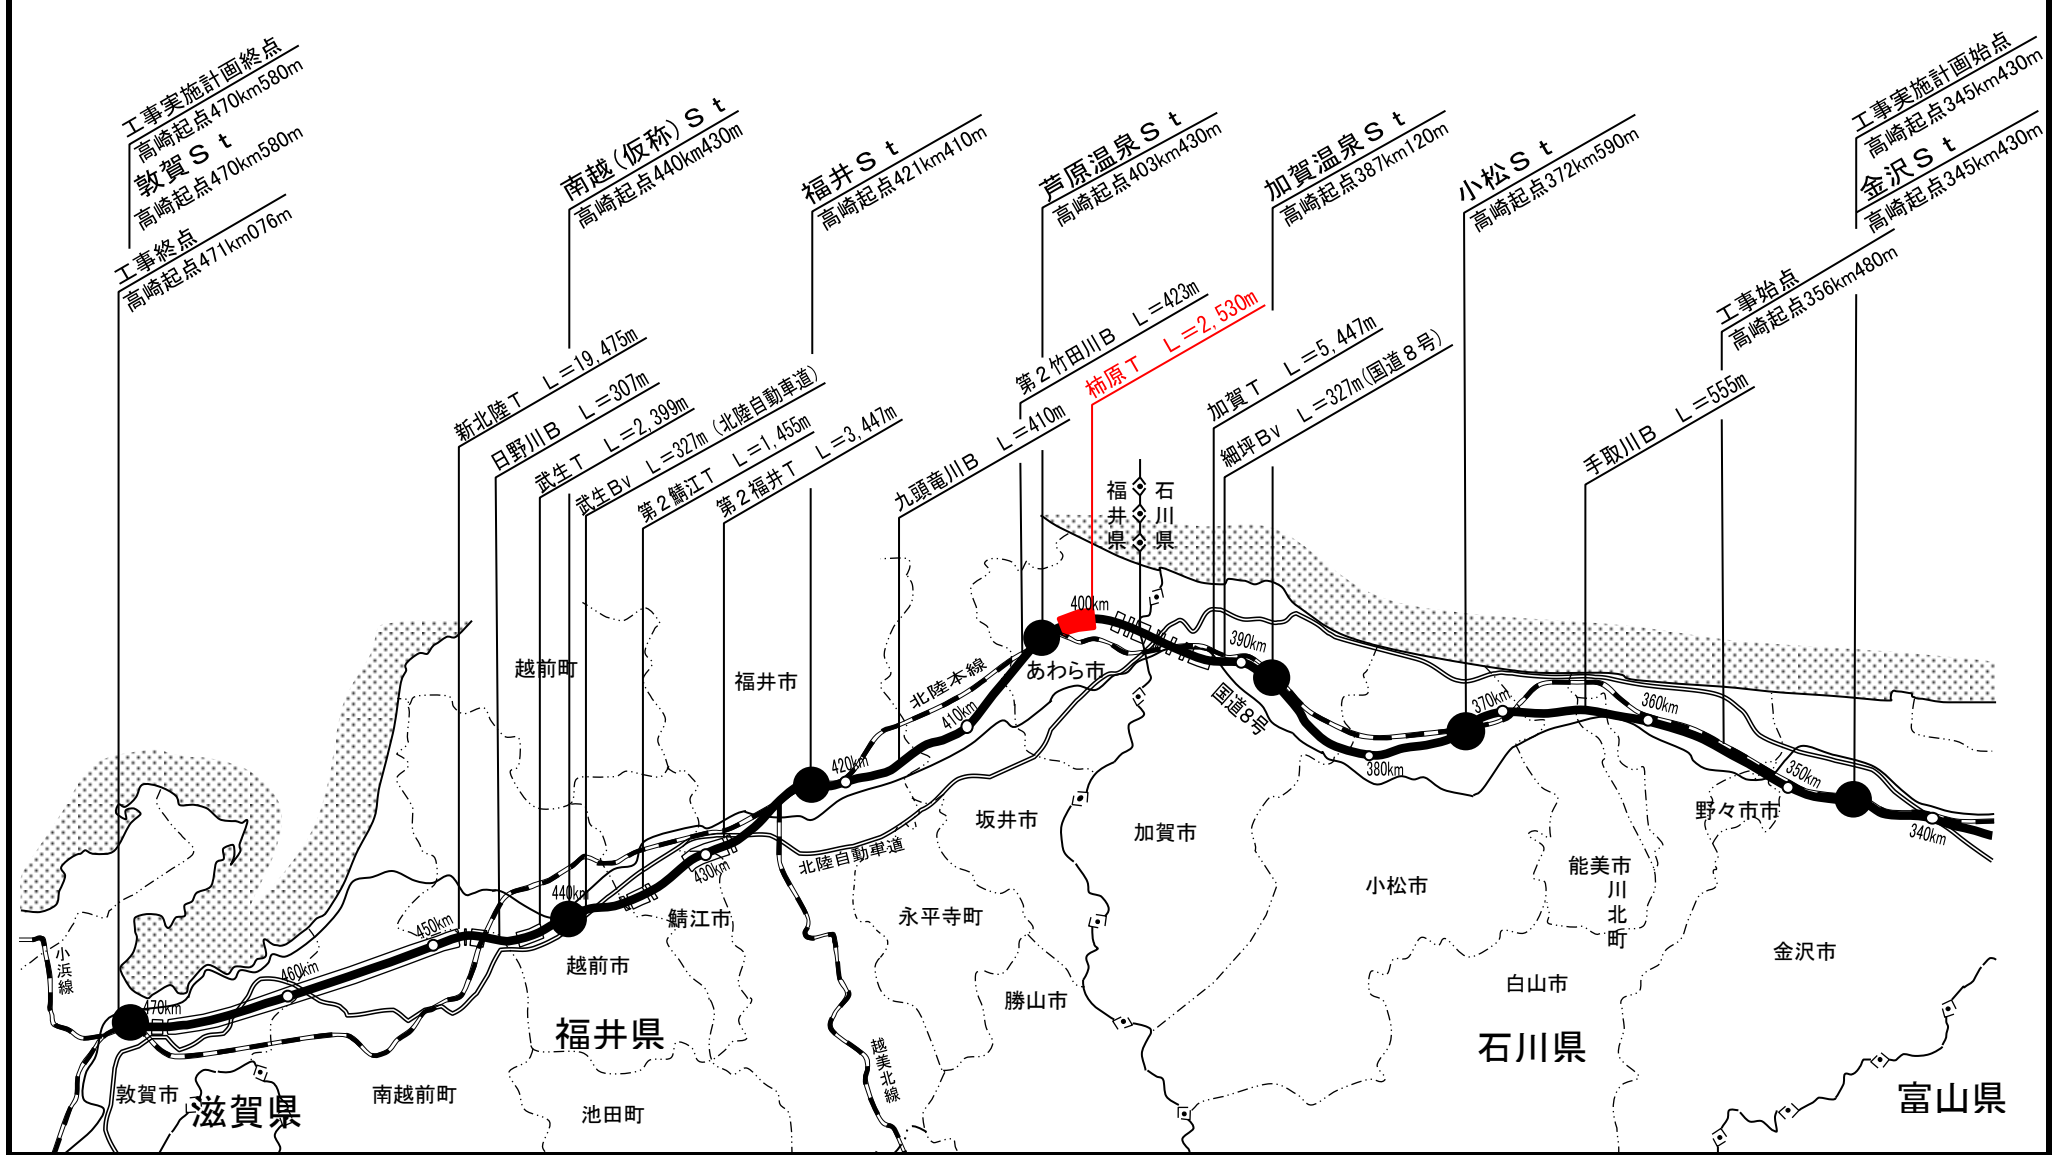 工事実施計画終点
高崎起点470km580m
敦賀Ｓｔ
高崎起点470km580m
工事終点
高崎起点471km076m
南越(仮称)Ｓｔ
高崎起点440km430m
福井Ｓｔ
高崎起点421km410m
芦原温泉Ｓｔ
高崎起点403km430m
加賀温泉Ｓｔ
高崎起点387km120m
小松Ｓｔ
高崎起点372km590m
工事実施計画始点
高崎起点345km430m
金沢Ｓｔ
高崎起点345km430m
工事始点
高崎起点356km480m
新北陸Ｔ　Ｌ＝19,475m
日野川Ｂ　Ｌ＝307m
武生Ｔ　Ｌ＝2,399m
武生Bv　Ｌ＝327m (北陸自動車道)
第２鯖江Ｔ　Ｌ＝1,455m
第２福井Ｔ　Ｌ＝3,447m
九頭竜川Ｂ　Ｌ＝410m
第２竹田川Ｂ　Ｌ＝423m
柿原Ｔ　Ｌ＝2,530m
加賀Ｔ　Ｌ＝5,447m
細坪Bv　Ｌ＝327m(国道８号)
手取川Ｂ　Ｌ＝555m
福井県
石川県
400km
390km
越前町
福井市
北陸本線
あわら市
国道8号
410km
370km
360km
380km
350km
420km
坂井市
加賀市
野々市市
340km
北陸自動車道
430km
能美市
小松市
川北町
440km
鯖江市
永平寺町
450km
小浜線
越前市
460km
金沢市
白山市
勝山市
470km
福井県
石川県
越美北線
敦賀市
滋賀県
南越前町
池田町
富山県